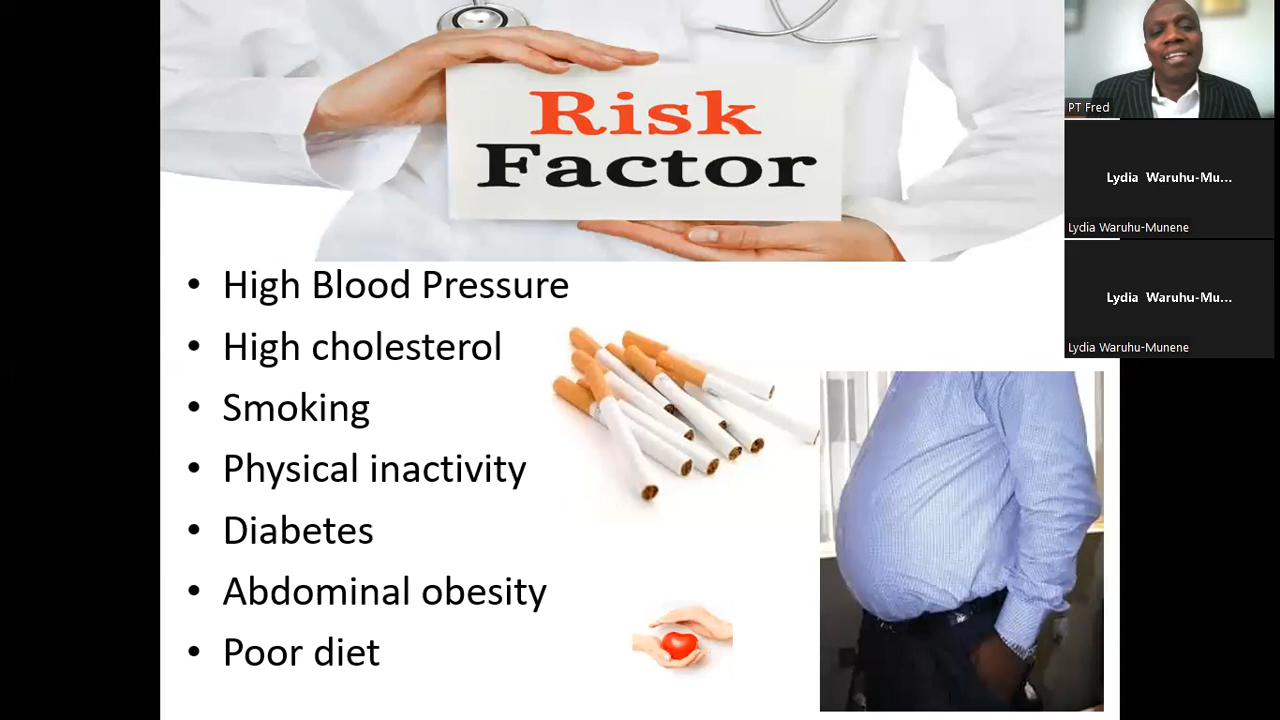 Risk
Factor
• High Blood Pressure
• High cholesterol
• Smoking
• Physical inactivity
• Diabetes
• Abdominal obesity
• Poor diet
PT Fred
Lydia Waruhu-Mu...
Lydia Waruhu-Munene
Lydia Waruhu-Mu...
Lydia Waruhu-Munene